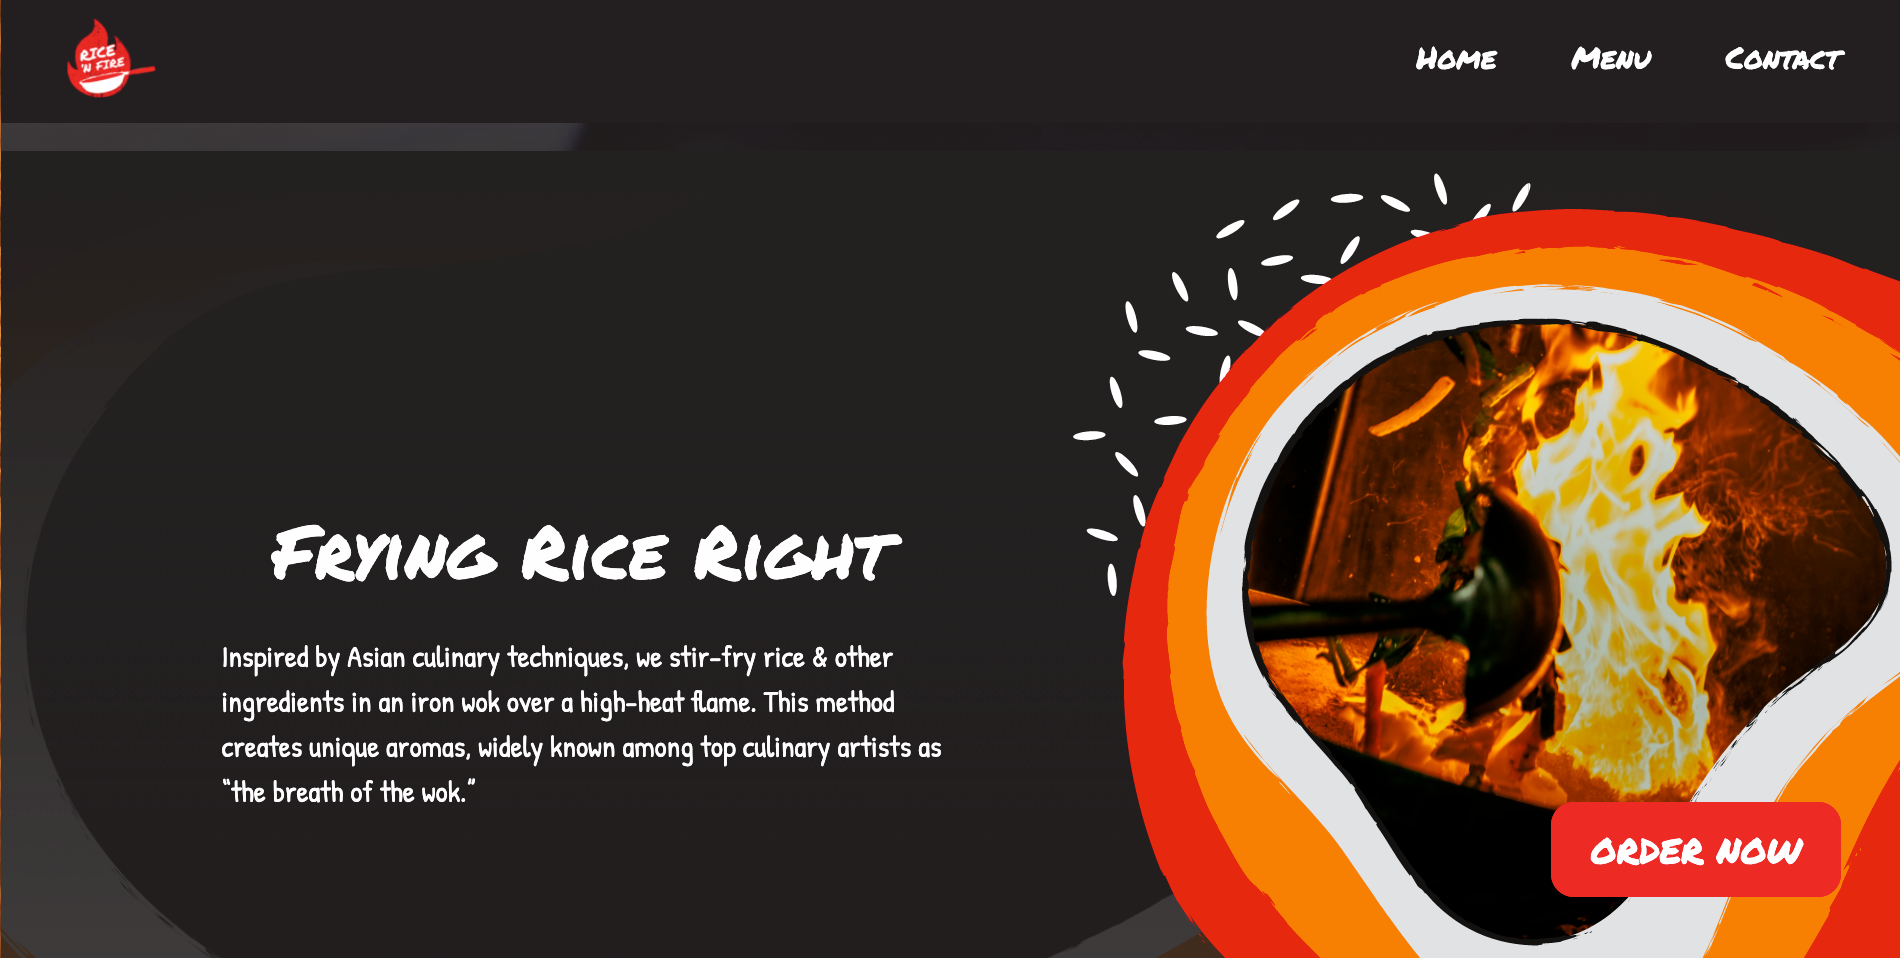 RICE
'N FIRE
Home Menu Contact
Frying Rice Right
Inspired by Asian culinary techniques, we stir-fry rice & other
ingredients in an iron wok over a high-heat flame. This method
creates unique aromas, widely known among top culinary artists as
“the breath of the wok.”
ORDER NOW